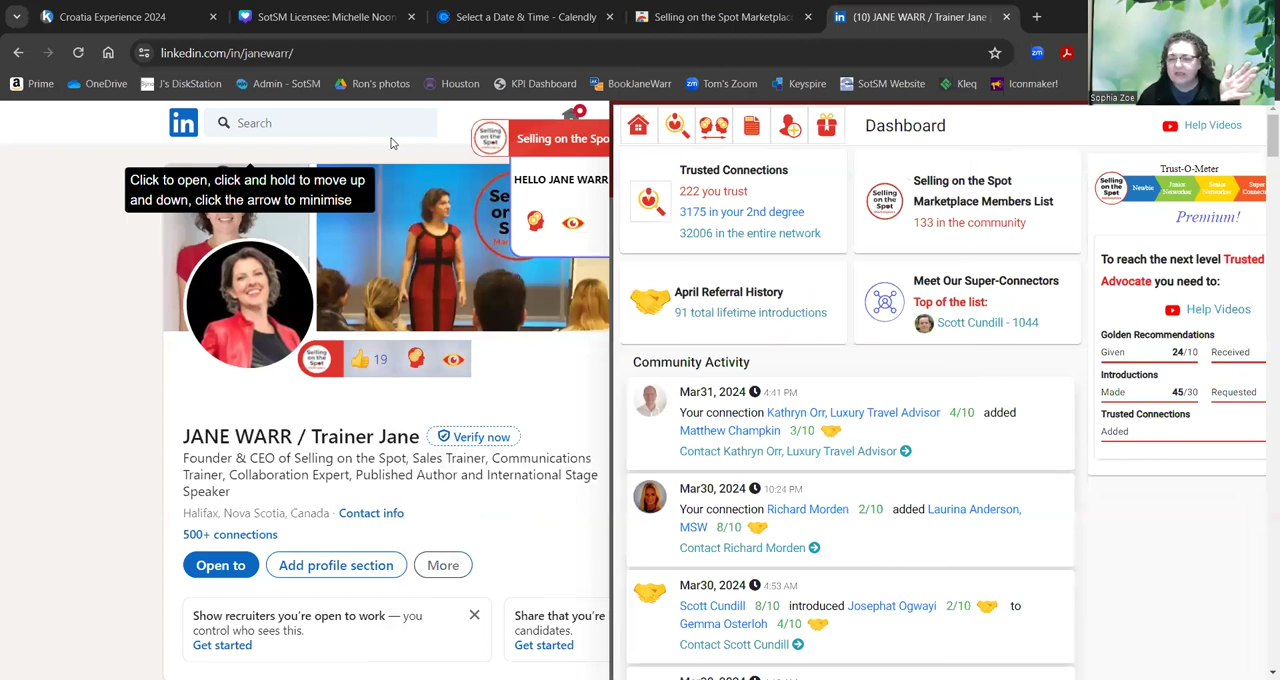 Croatia Experience 2024
SotSM Licensee: Michelle Noon
Select a Date & Time - Calendly
Selling on the Spot Marketplac
(10) JANE WARR / Trainer Jane
linkedin.com/in/janewarr/
Prime
OneDrive
J's DiskStation
Admin - SotSM
Ron's photos
Houston
KPI Dashboard
BookJaneWarr
Tom's Zoom
Keyspire
SotSM Website
Kleq
Iconmaker!
Sophia Zoe
Search
Selling on the Spo
HELLO JANE WARR
Click to open, click and hold to move up
and down, click the arrow to minimise
19
JANE WARR / Trainer Jane
Verify now
Founder & CEO of Selling on the Spot, Sales Trainer, Communications
Trainer, Collaboration Expert, Published Author and International Stage
Speaker
Halifax, Nova Scotia, Canada · Contact info
500+ connections
Open to
Add profile section
More
Show recruiters you're open to work — you
control who sees this.
Get started
Share that you're
candidates.
Get started
Dashboard
Help Videos
Trusted Connections
222 you trust
3175 in your 2nd degree
32006 in the entire network
Selling on the Spot
Marketplace Members List
133 in the community
April Referral History
91 total lifetime introductions
Meet Our Super-Connectors
Top of the list:
Scott Cundill - 1044
Community Activity
Mar31, 2024 4:41 PM
Your connection Kathryn Orr, Luxury Travel Advisor 4/10 added
Matthew Champkin 3/10
Contact Kathryn Orr, Luxury Travel Advisor
Mar30, 2024 10:24 PM
Your connection Richard Morden 2/10 added Laurina Anderson,
MSW 8/10
Contact Richard Morden
Mar30, 2024 4:53 AM
Scott Cundill 8/10 introduced Josephat Ogwayi 2/10 to
Gemma Osterloh 4/10
Contact Scott Cundill
Trust-O-Meter
Selling on the Spot
Newbie
Junior Networker
Senior Networker
Super
Premium!
To reach the next level Trusted
Advocate you need to:
Help Videos
Golden Recommendations
Given 24/10 Received
Introductions
Made 45/30 Requested
Trusted Connections
Added